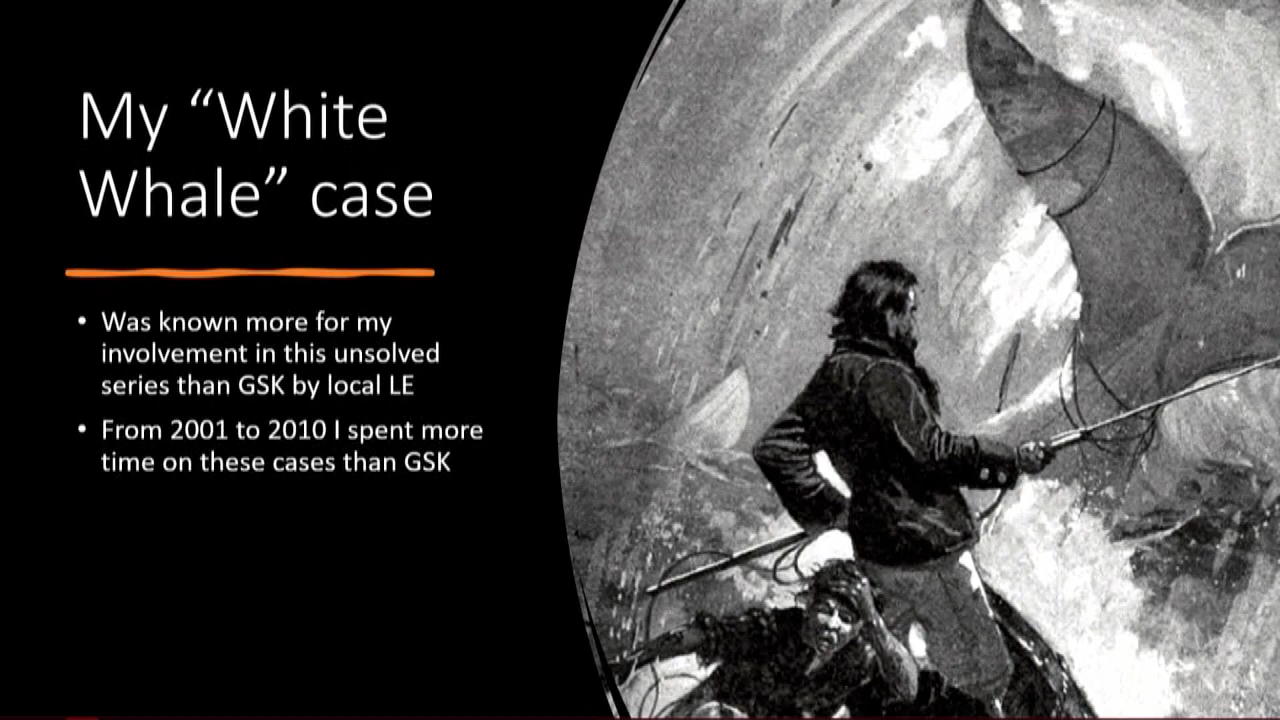 My “White
Whale” case
• Was known more for my
involvement in this unsolved
series than GSK by local LE
• From 2001 to 2010 I spent more
time on these cases than GSK